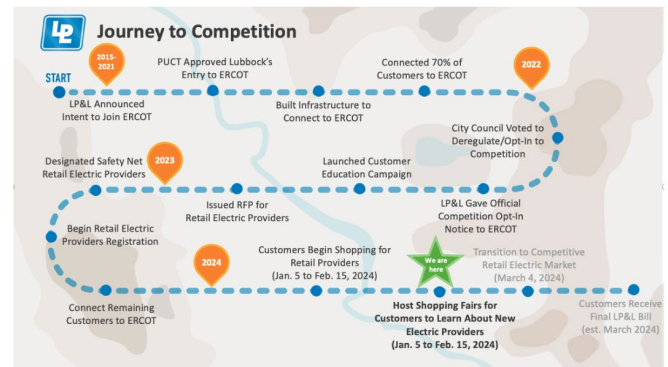 LP&L
Journey to Competition
START
2015-
2021
LP&L Announced
Intent to Join ERCOT
PUCT Approved Lubbock's
Entry to ERCOT
Built Infrastructure to
Connect to ERCOT
Connected 70% of
Customers to ERCOT
2022
City Council Voted to
Deregulate/Opt-In to
Competition
LP&L Gave Official
Competition Opt-In
Notice to ERCOT
Launched Customer
Education Campaign
Issued RFP for
Retail Electric Providers
2023
Designated Safety Net
Retail Electric Providers
Begin Retail Electric
Providers Registration
Connect Remaining
Customers to ERCOT
2024
Customers Begin Shopping for
Retail Providers
(Jan. 5 to Feb. 15, 2024)
We are
here
Host Shopping Fairs for
Customers to Learn About New
Electric Providers
(Jan. 5 to Feb. 15, 2024)
Transition to Competitive
Retail Electric Market
(March 4, 2024)
Customers Receive
Final LP&L Bill
(est. March 2024)